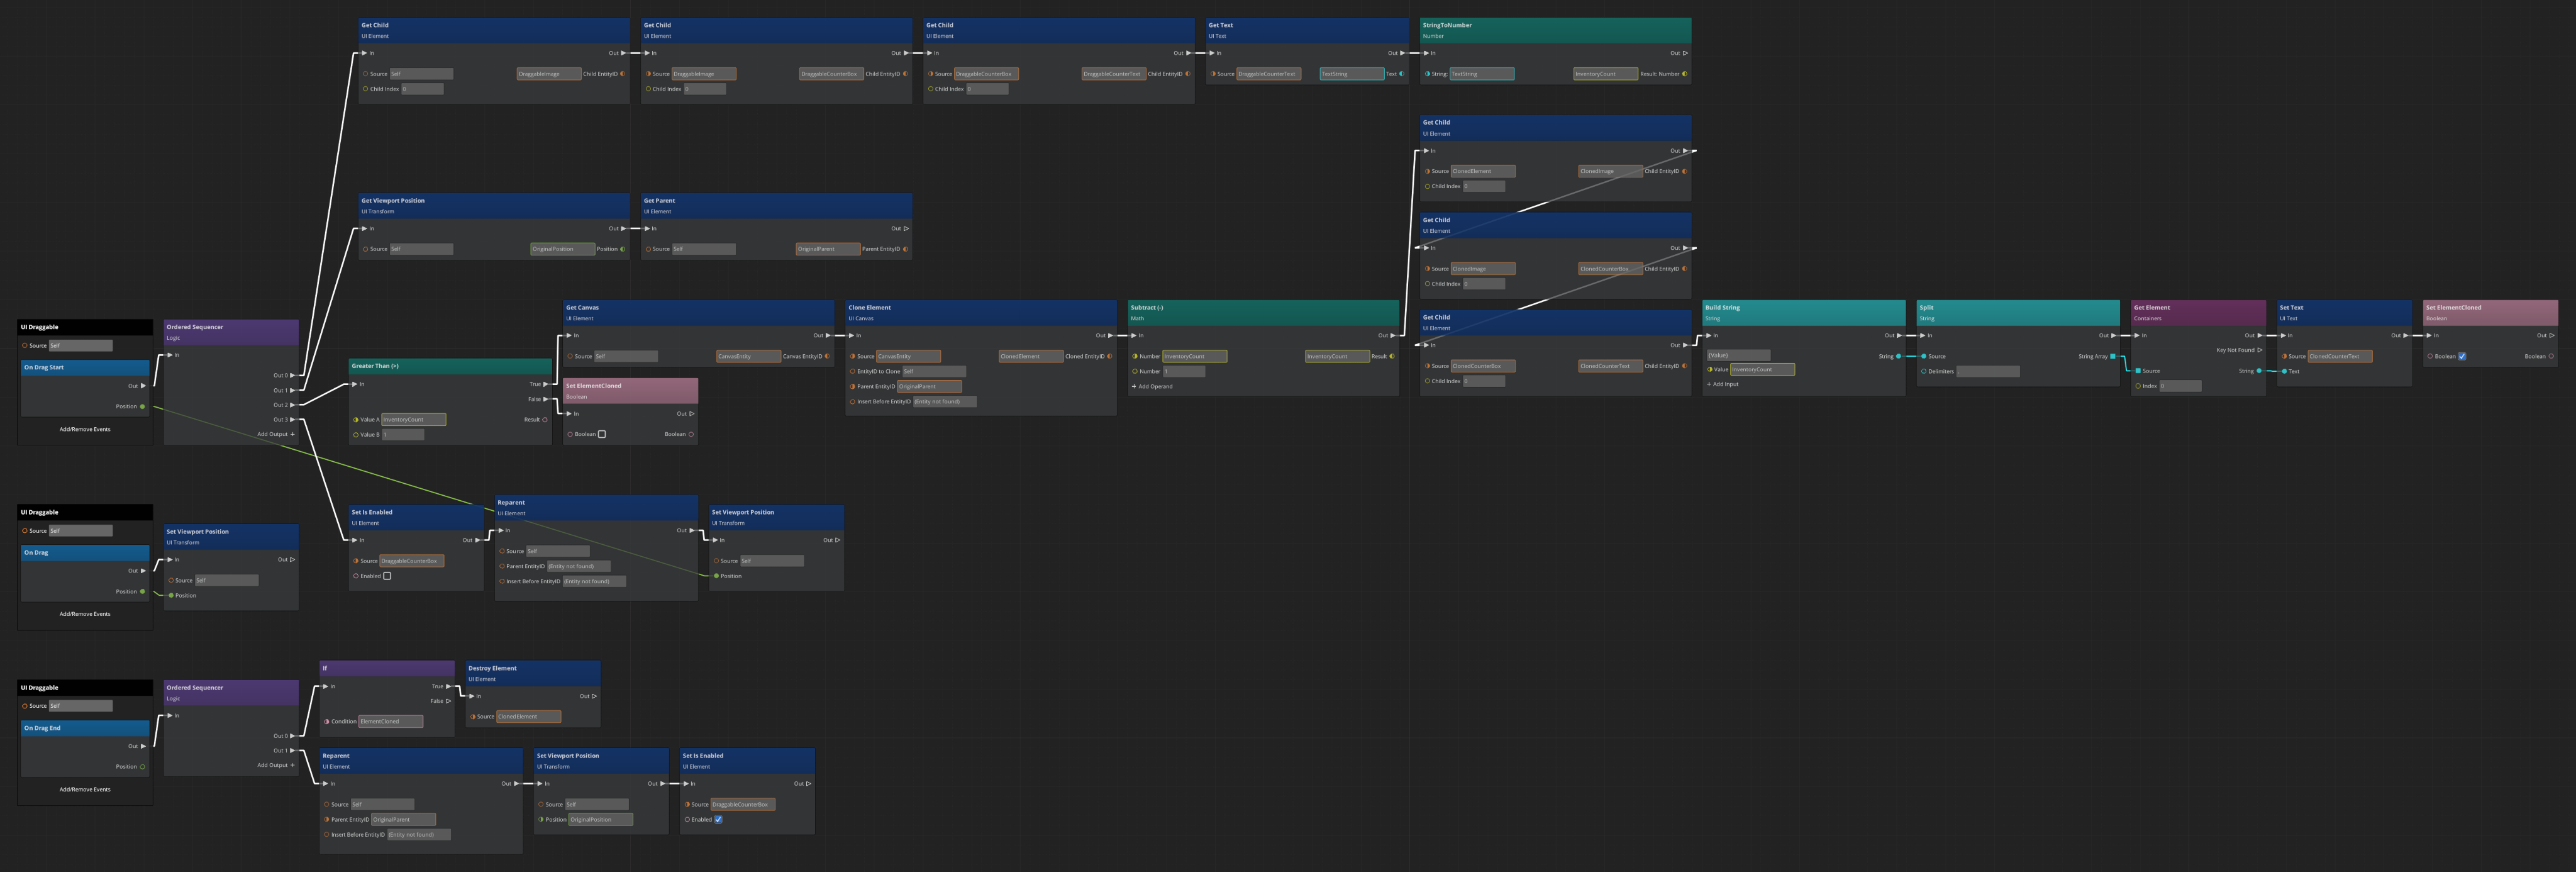 Get Child
UI Element
In Out
Source Self DraggableImage Child EntityID
Child Index 0
Get Child
UI Element
In Out
Source DraggableImage DraggableCounterBox Child EntityID
Child Index 0
Get Child
UI Element
In Out
Source DraggableCounterBox DraggableCounterText Child EntityID
Child Index 0
Get Text
UI Text
In Out
Source DraggableCounterText TextString Text
StringToNumber
Number
In Out
String: TextString InventoryCount Result: Number
Get Child
UI Element
In Out
Source ClonedElement ClonedImage Child EntityID
Child Index 0
Get Viewport Position
UI Transform
In Out
Source Self OriginalPosition Position
Get Parent
UI Element
In Out
Source Self OriginalParent Parent EntityID
Get Child
UI Element
In Out
Source ClonedImage ClonedCounterBox Child EntityID
Child Index 0
UI Draggable
Source Self
On Drag Start
Out
Position
Add/Remove Events
Ordered Sequencer
Logic
In
Out 0
Out 1
Out 2
Out 3
Add Output +
Greater Than (>)
In True
False
Value A InventoryCount Result
Value B 1
Get Canvas
UI Element
In Out
Source Self CanvasEntity Canvas EntityID
Set ElementCloned
Boolean
In Out
Boolean Boolean
Clone Element
UI Canvas
In Out
Source CanvasEntity ClonedElement Cloned EntityID
EntityID to Clone Self
Parent EntityID OriginalParent
Insert Before EntityID (Entity not found)
Subtract (-)
Math
In Out
Number InventoryCount InventoryCount Result
Number 1
+ Add Operand
Get Child
UI Element
In Out
Source ClonedCounterBox ClonedCounterText Child EntityID
Child Index 0
Build String
String
In Out
{Value} String
Value InventoryCount
+ Add Input
Split
String
In Out
Source String Array
Delimiters
Get Element
Containers
In Out
Key Not Found
Source String
Index 0
Set Text
UI Text
In Out
Source ClonedCounterText
Text
Set ElementCloned
Boolean
In Out
Boolean Boolean
UI Draggable
Source Self
On Drag
Out
Position
Add/Remove Events
Set Viewport Position
UI Transform
In Out
Source Self
Position
Set Is Enabled
UI Element
In Out
Source DraggableCounterBox
Enabled
Reparent
UI Element
In Out
Source Self
Parent EntityID (Entity not found)
Insert Before EntityID (Entity not found)
Set Viewport Position
UI Transform
In Out
Source Self
Position
UI Draggable
Source Self
On Drag End
Out
Position
Add/Remove Events
Ordered Sequencer
Logic
In
Out 0
Out 1
Add Output +
If
In True
False
Condition ElementCloned
Destroy Element
UI Element
In Out
Source ClonedElement
Reparent
UI Element
In Out
Source Self
Parent EntityID OriginalParent
Insert Before EntityID (Entity not found)
Set Viewport Position
UI Transform
In Out
Source Self
Position OriginalPosition
Set Is Enabled
UI Element
In Out
Source DraggableCounterBox
Enabled